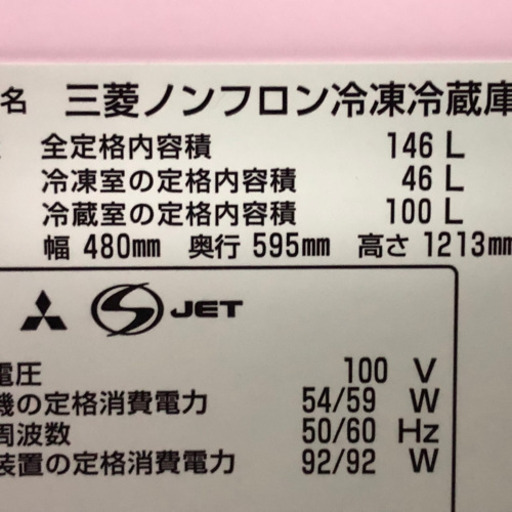 名 三菱ノンフロン冷凍冷蔵庫
全定格内容積 146 L
冷凍室の定格内容積 46 L
冷蔵室の定格内容積 100 L
幅 480mm 奥行 595mm 高さ 1213mm
S JET
電圧 100 V
機の定格消費電力 54/59 W
周波数 50/60 Hz
装置の定格消費電力 92/92 W